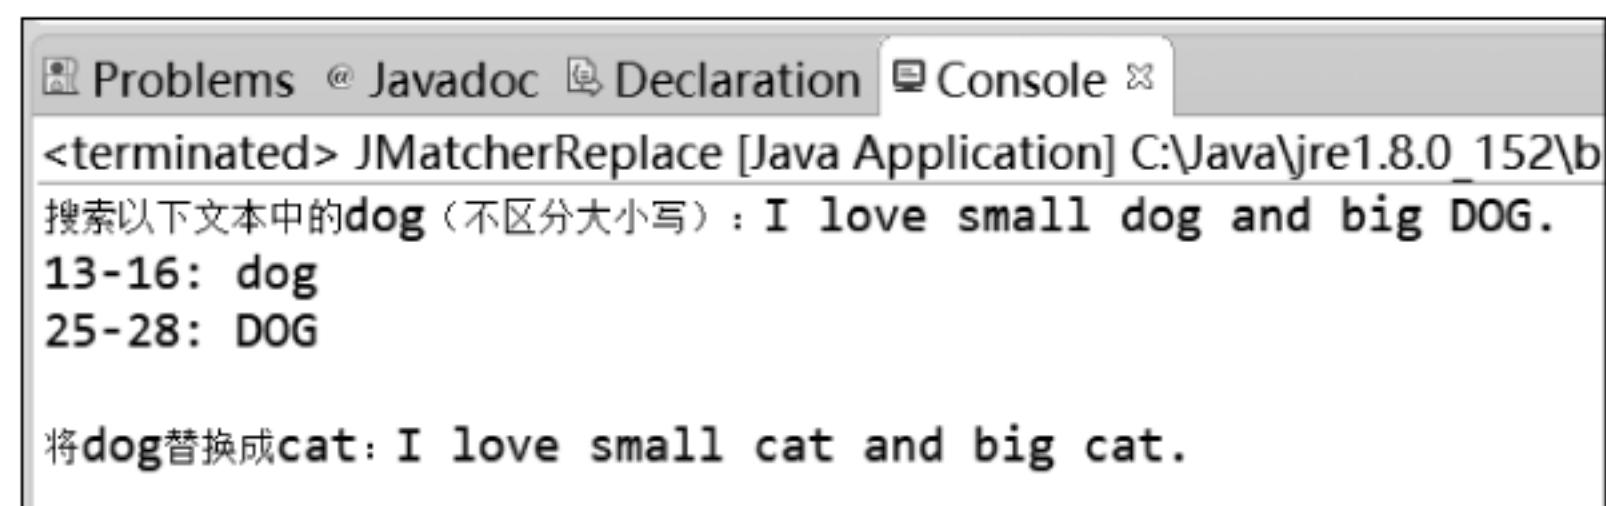 Problems @ Javadoc Declaration Console
<terminated> JMatcherReplace [Java Application] C:\Java\jre1.8.0_152\b
搜索以下文本中的dog（不区分大小写）：I love small dog and big DOG.
13-16: dog
25-28: DOG
将dog替换成cat：I love small cat and big cat.